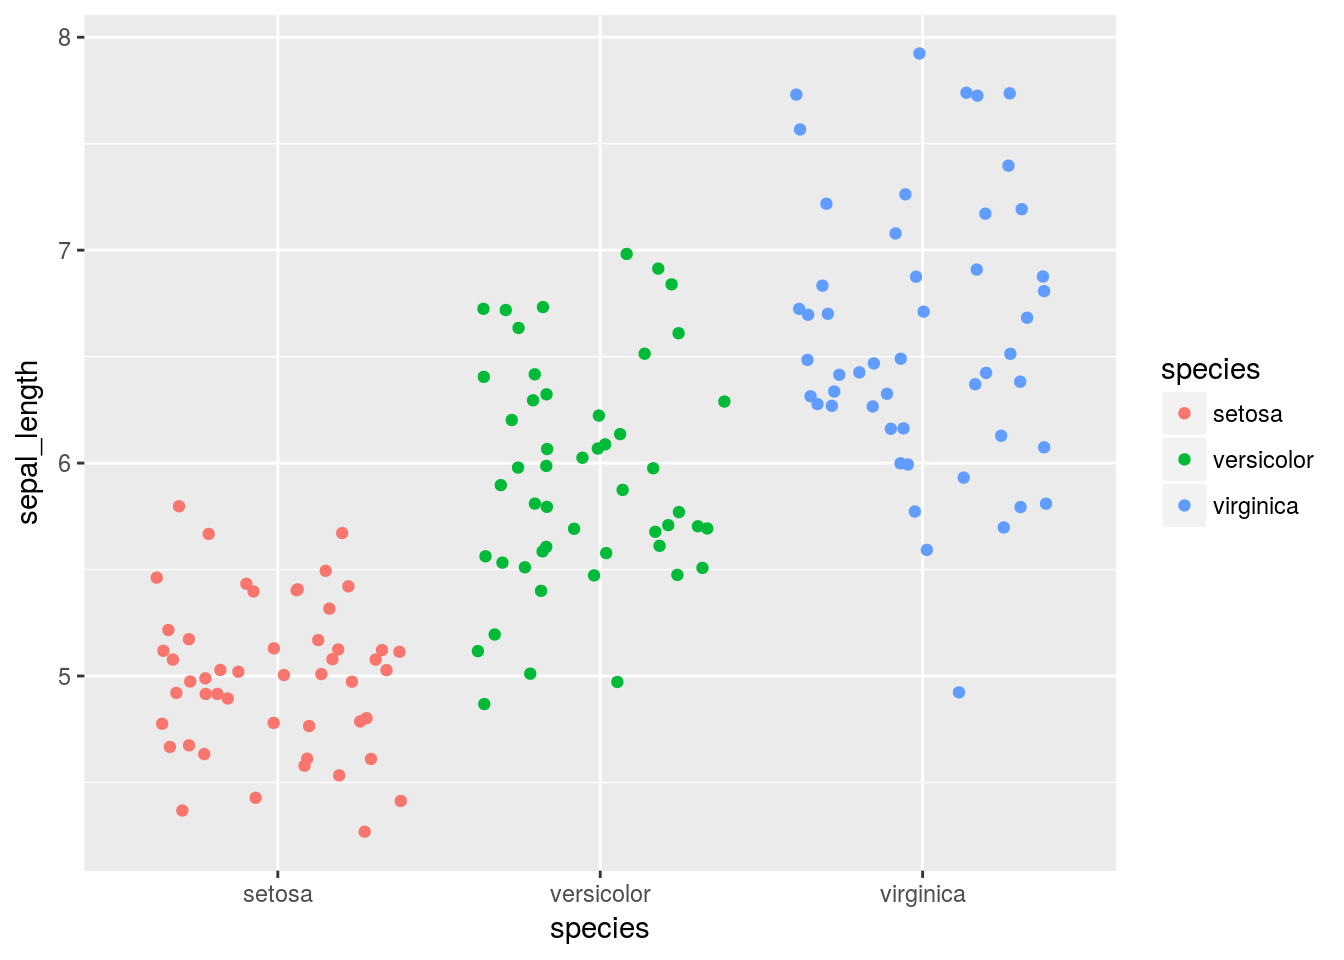 8
7
6
5
sepal_length
setosa
versicolor
virginica
species
species
setosa
versicolor
virginica